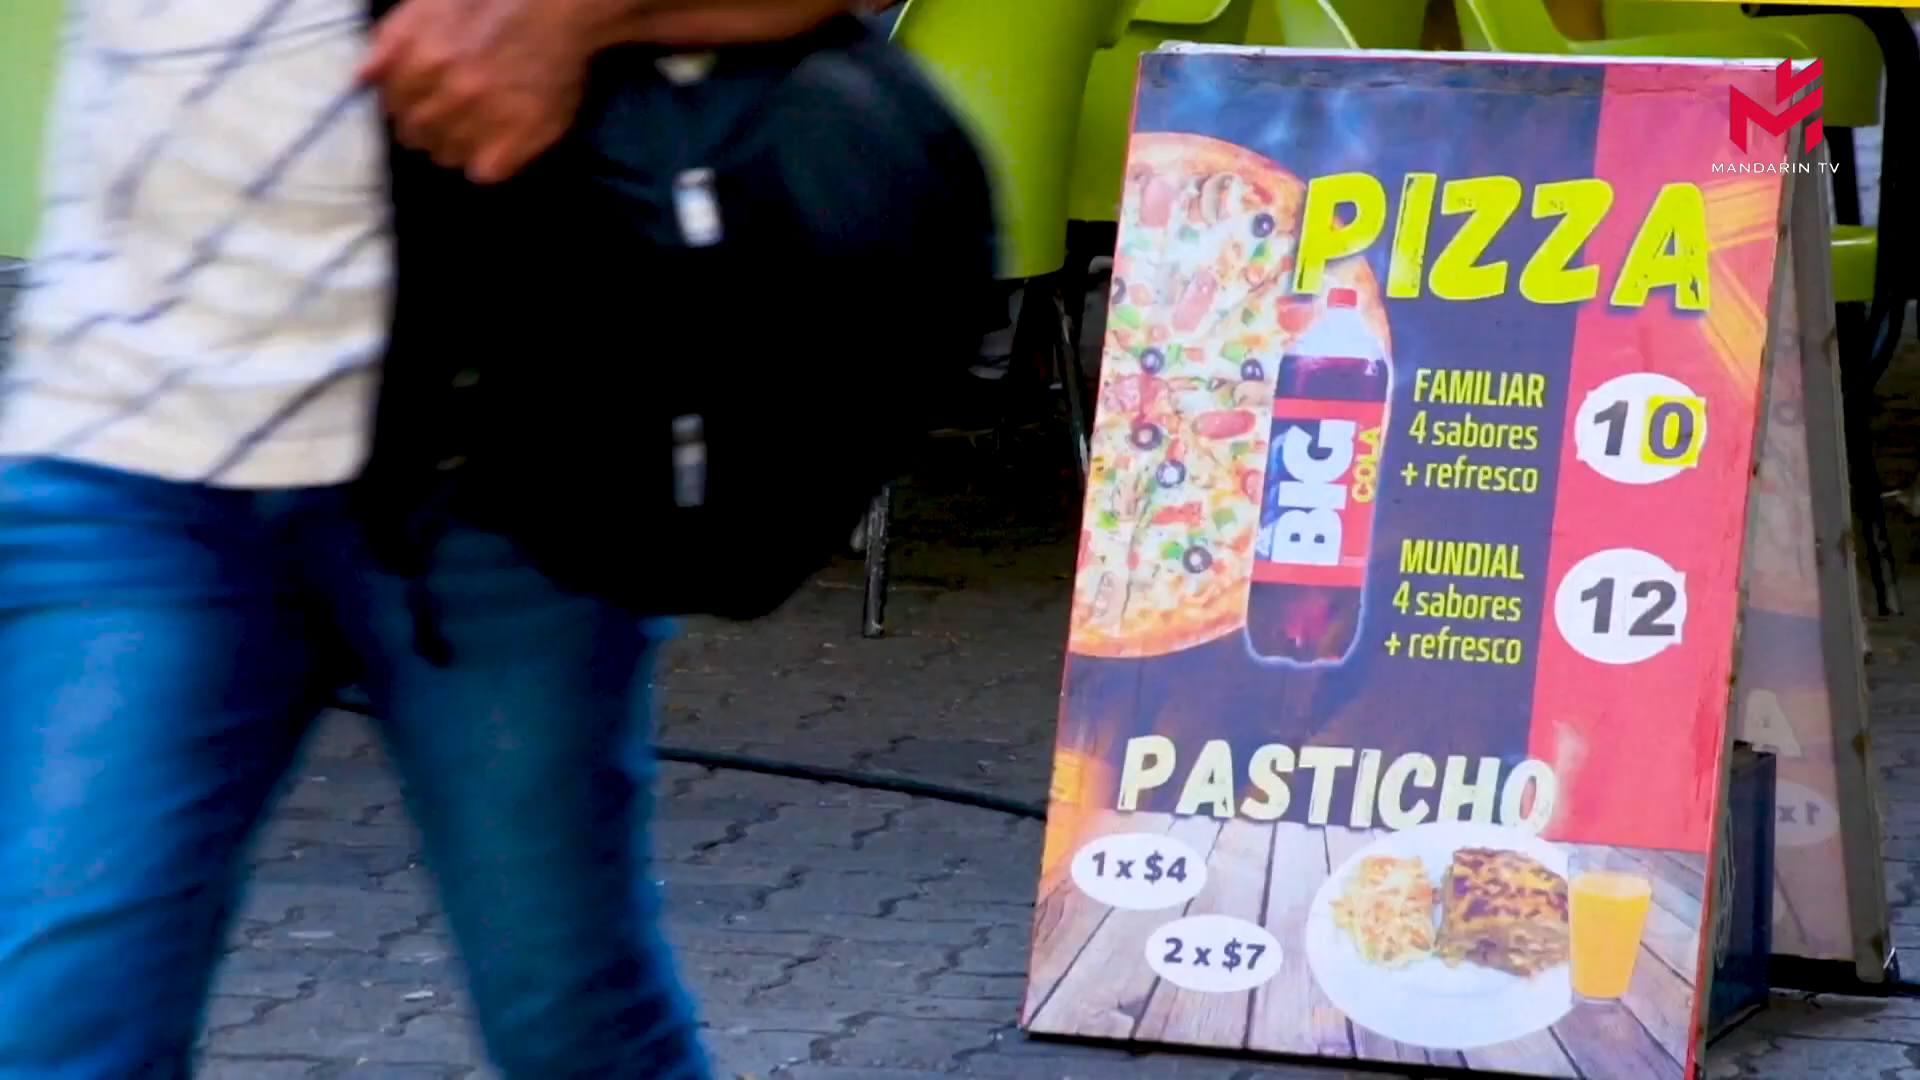 MANDARIN TV
PIZZA
FAMILIAR
4 sabores
+ refresco
10
BIG
COLA
MUNDIAL
4 sabores
+ refresco
12
PASTICHO
1 x $4
2 x $7